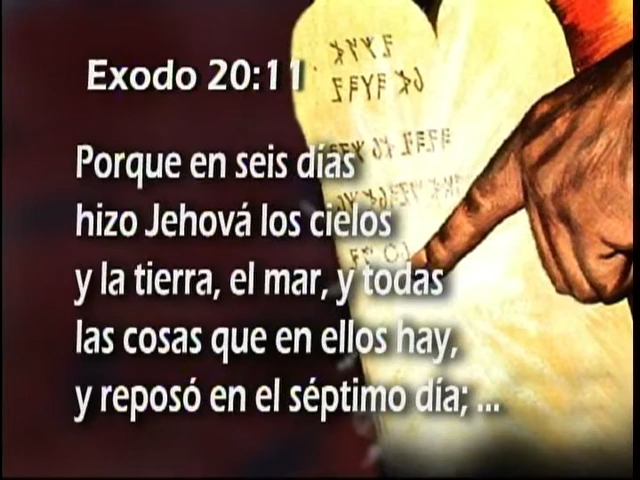 Exodo 20:11
Porque en seis días
hizo Jehová los cielos
y la tierra, el mar, y todas
las cosas que en ellos hay,
y reposó en el séptimo día; ...